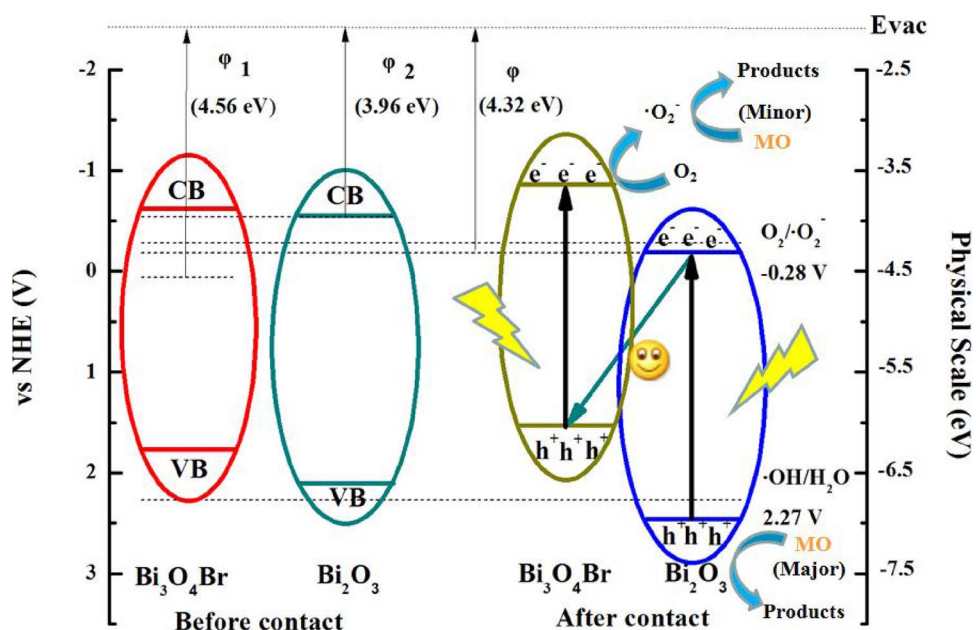 Evac
φ1
(4.56 eV)
φ2
(3.96 eV)
φ
(4.32 eV)
Products
(Minor)
MO
·O₂⁻
O₂
-2
-1
0
1
2
3
vs NHE (V)
-2.5
-3.5
-4.5
-5.5
-6.5
-7.5
Physical Scale (eV)
CB
CB
e⁻ e⁻ e⁻
e⁻ e⁻ e⁻
O₂/·O₂⁻
-0.28 V
VB
VB
h⁺h⁺h⁺
h⁺h⁺h⁺
·OH/H₂O
2.27 V
MO
(Major)
Products
Bi₃O₄Br
Bi₂O₃
Bi₃O₄Br
Bi₂O₃
Before contact
After contact